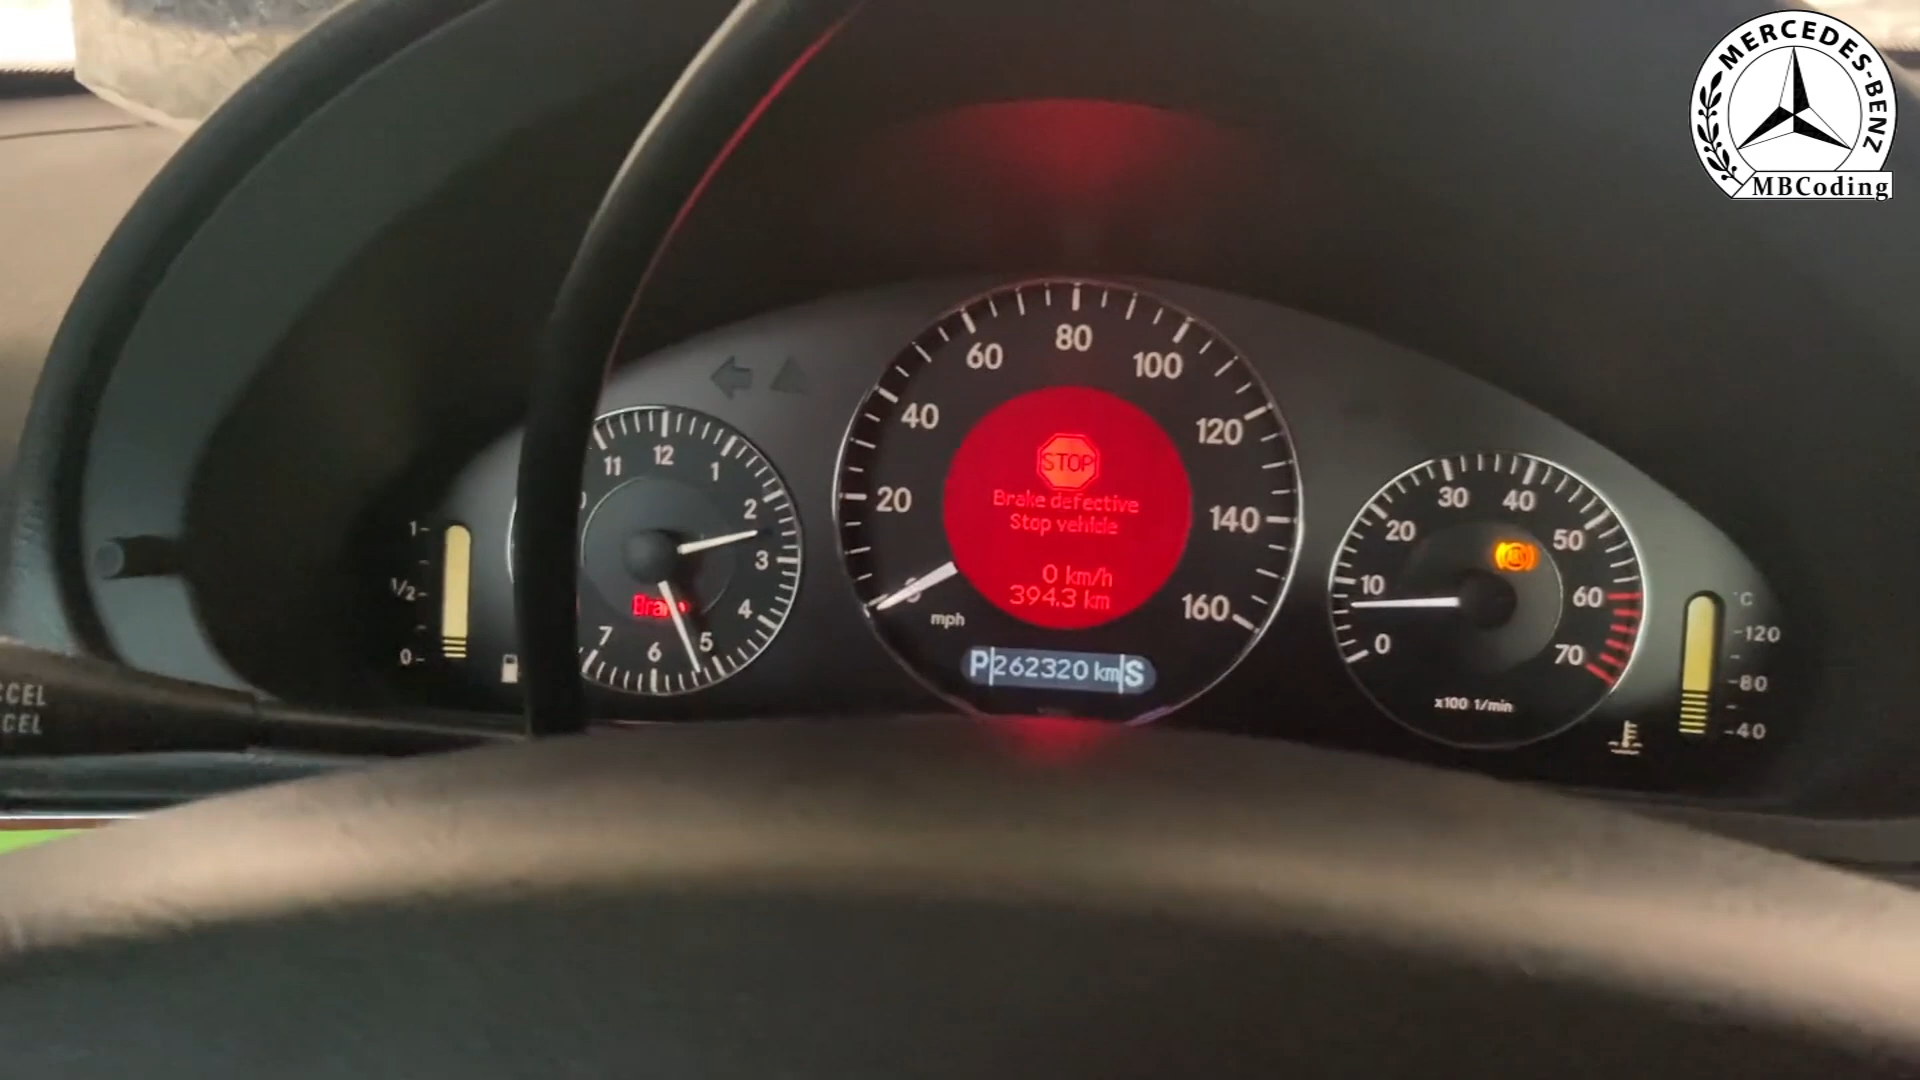 MERCEDES-BENZ
MBCoding
STOP
Brake defective
Stop vehicle
0 km/h
394.3 km
P 262320 km S
20
40
60
80
100
120
140
160
mph
11
12
1
2
3
4
5
6
7
1
1/2
0
0
10
20
30
40
50
60
70
x100 1/min
°C
120
80
40
CCEL
CEL